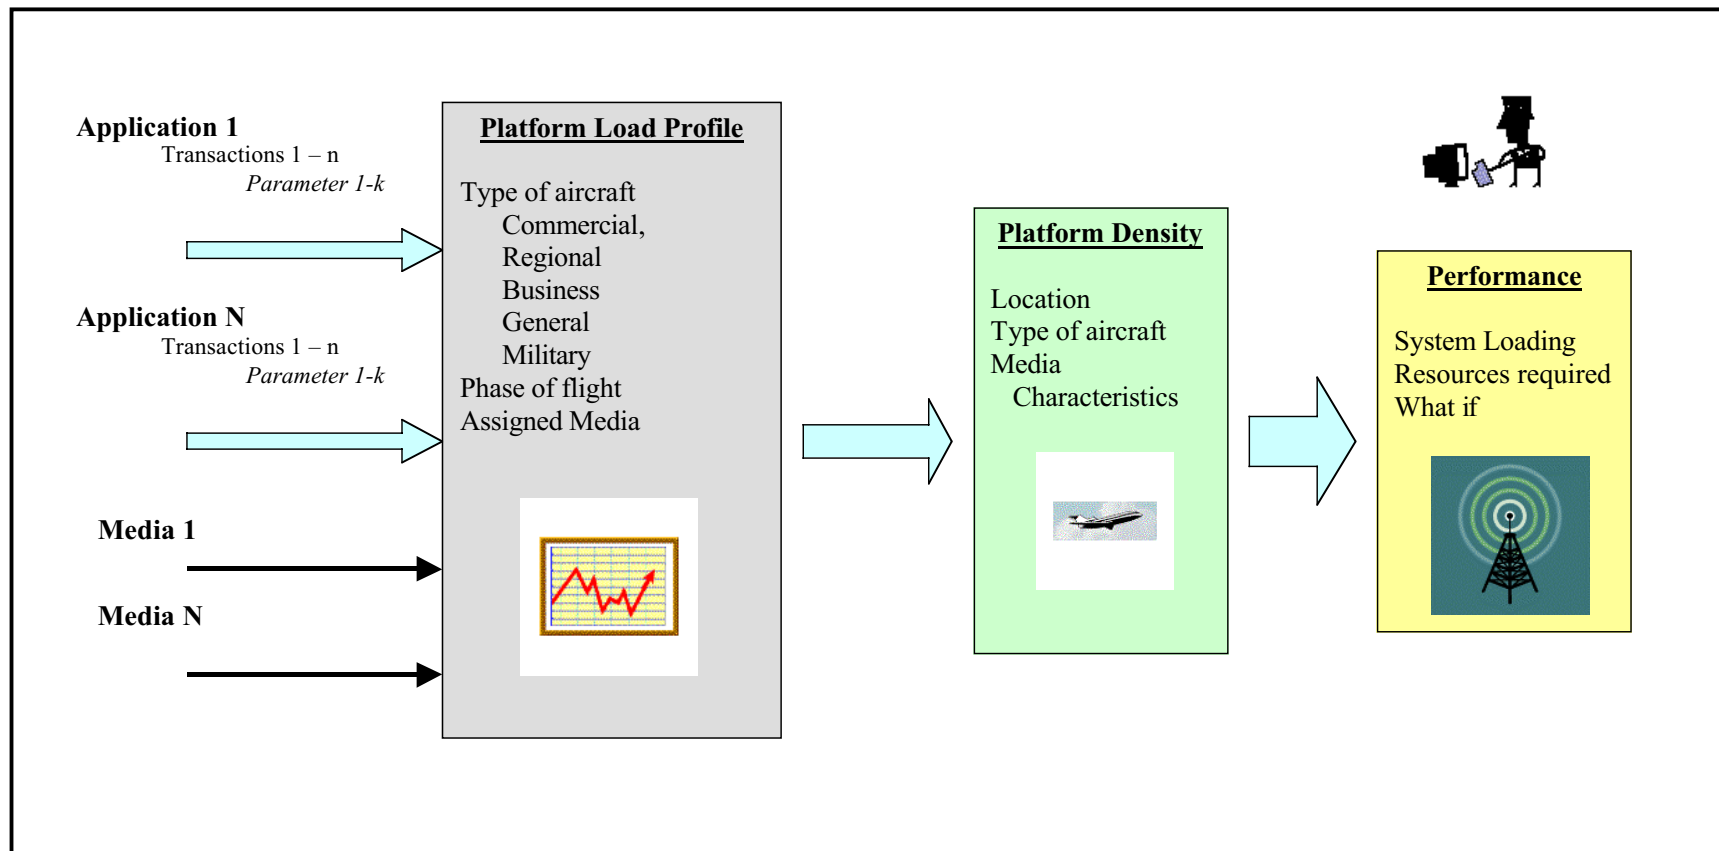 Application 1
Transactions 1 – n
Parameter 1-k
Application N
Transactions 1 – n
Parameter 1-k
Media 1
Media N
Platform Load Profile
Type of aircraft
Commercial,
Regional
Business
General
Military
Phase of flight
Assigned Media
Platform Density
Location
Type of aircraft
Media
Characteristics
Performance
System Loading
Resources required
What if